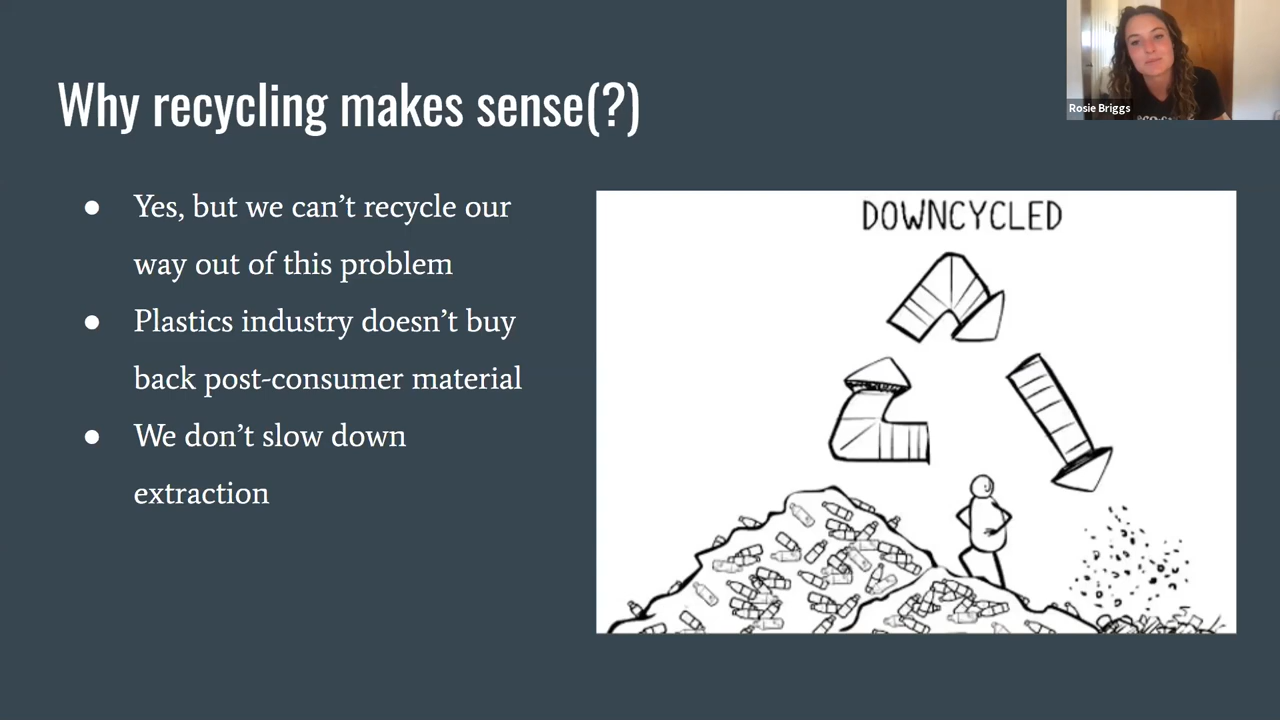 Why recycling makes sense(?)
Rosie Briggs
● Yes, but we can’t recycle our
way out of this problem
● Plastics industry doesn’t buy
back post-consumer material
● We don’t slow down
extraction
DOWNCYCLED